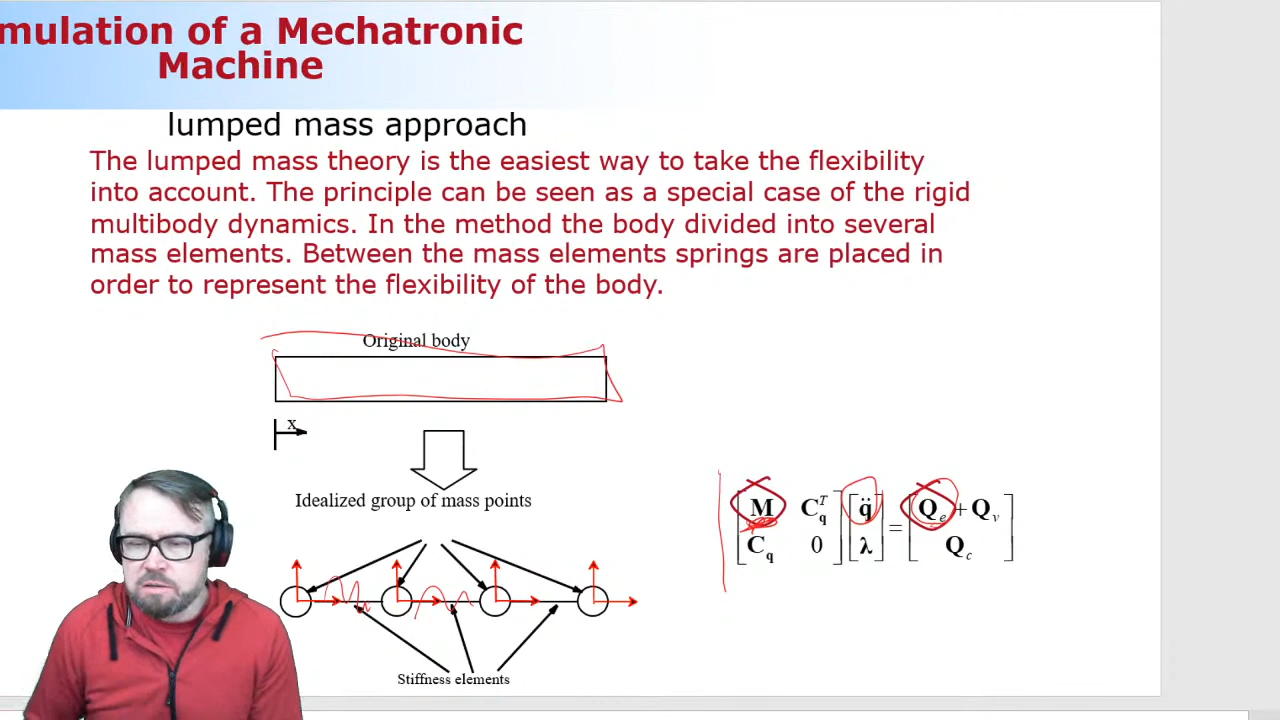 mulation of a Mechatronic
Machine
lumped mass approach
The lumped mass theory is the easiest way to take the flexibility
into account. The principle can be seen as a special case of the rigid
multibody dynamics. In the method the body divided into several
mass elements. Between the mass elements springs are placed in
order to represent the flexibility of the body.
Original body
x
Idealized group of mass points
M C_q^T q̈ = Q_e + Q_v
C_q 0 λ Q_c
Stiffness elements